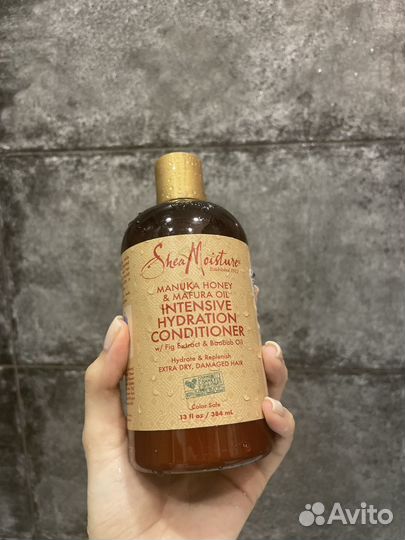 SheaMoisture
Established 1912
MANUKA HONEY
& MAFURA OIL
INTENSIVE
HYDRATION
CONDITIONER
w/ Fig Extract & Baobab Oil
Hydrate & Replenish
EXTRA DRY, DAMAGED HAIR
Color Safe
13 fl oz / 384 mL
Avito